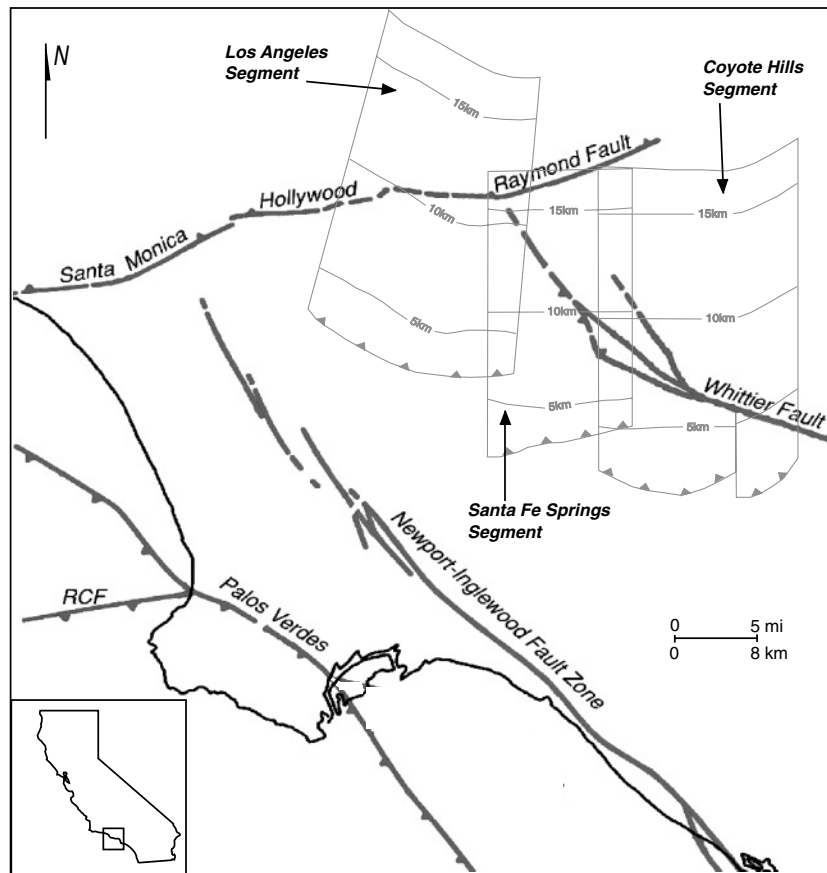 N
Los Angeles
Segment
Coyote Hills
Segment
15km
Raymond Fault
Hollywood
10km
15km
15km
Santa Monica
5km
10km
10km
Whittier Fault
5km
5km
Santa Fe Springs
Segment
Newport-Inglewood Fault Zone
RCF
Palos Verdes
0 5 mi
0 8 km